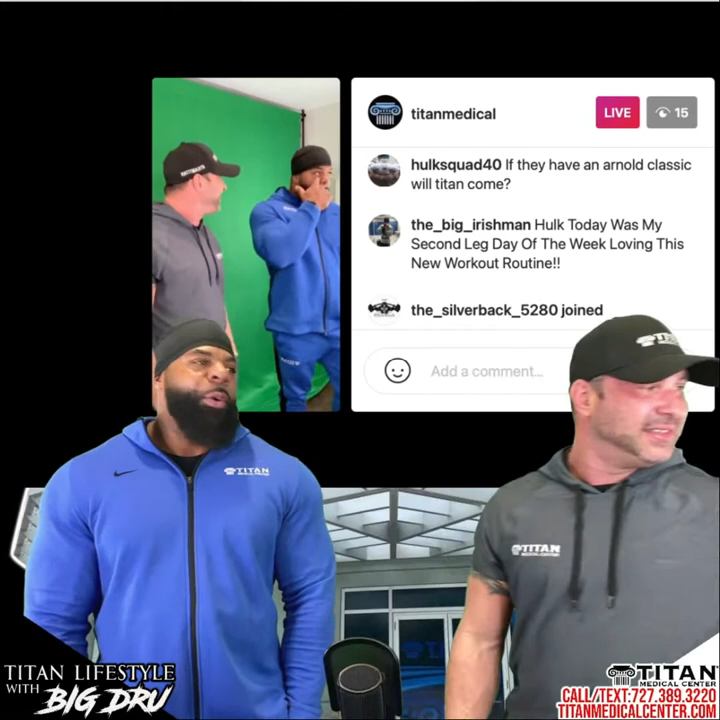 titanmedical
LIVE
15
hulksquad40 If they have an arnold classic
will titan come?
the_big_irishman Hulk Today Was My
Second Leg Day Of The Week Loving This
New Workout Routine!!
the_silverback_5280 joined
Add a comment...
TITAN
TITAN
MEDICAL CENTER
TITAN LIFESTYLE
WITH BIG DRU
TITAN
MEDICAL CENTER
CALL/TEXT:727.389.3220
TITANMEDICALCENTER.COM